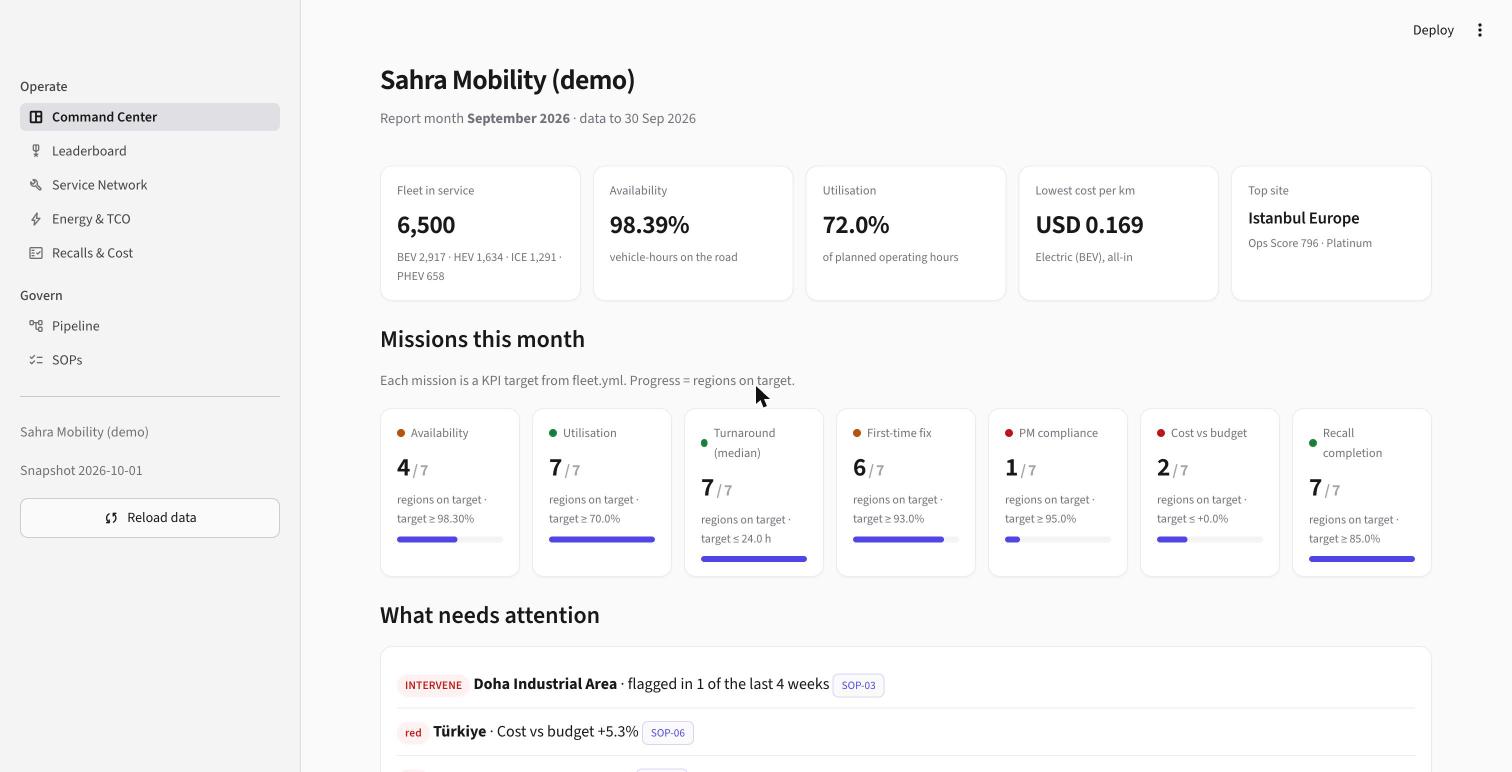 Deploy
Operate
Command Center
Leaderboard
Service Network
Energy & TCO
Recalls & Cost
Govern
Pipeline
SOPs
Sahra Mobility (demo)
Snapshot 2026-10-01
Reload data
Sahra Mobility (demo)
Report month September 2026 · data to 30 Sep 2026
Fleet in service
6,500
BEV 2,917 · HEV 1,634 · ICE 1,291 ·
PHEV 658
Availability
98.39%
vehicle-hours on the road
Utilisation
72.0%
of planned operating hours
Lowest cost per km
USD 0.169
Electric (BEV), all-in
Top site
Istanbul Europe
Ops Score 796 · Platinum
Missions this month
Each mission is a KPI target from fleet.yml. Progress = regions on target.
Availability
4 / 7
regions on target ·
target ≥ 98.30%
Utilisation
7 / 7
regions on target ·
target ≥ 70.0%
Turnaround
(median)
7 / 7
regions on target ·
target ≤ 24.0 h
First-time fix
6 / 7
regions on target ·
target ≥ 93.0%
PM compliance
1 / 7
regions on target ·
target ≥ 95.0%
Cost vs budget
2 / 7
regions on target ·
target ≤ +0.0%
Recall
completion
7 / 7
regions on target ·
target ≥ 85.0%
What needs attention
INTERVENE Doha Industrial Area · flagged in 1 of the last 4 weeks SOP-03
red Türkiye · Cost vs budget +5.3% SOP-06